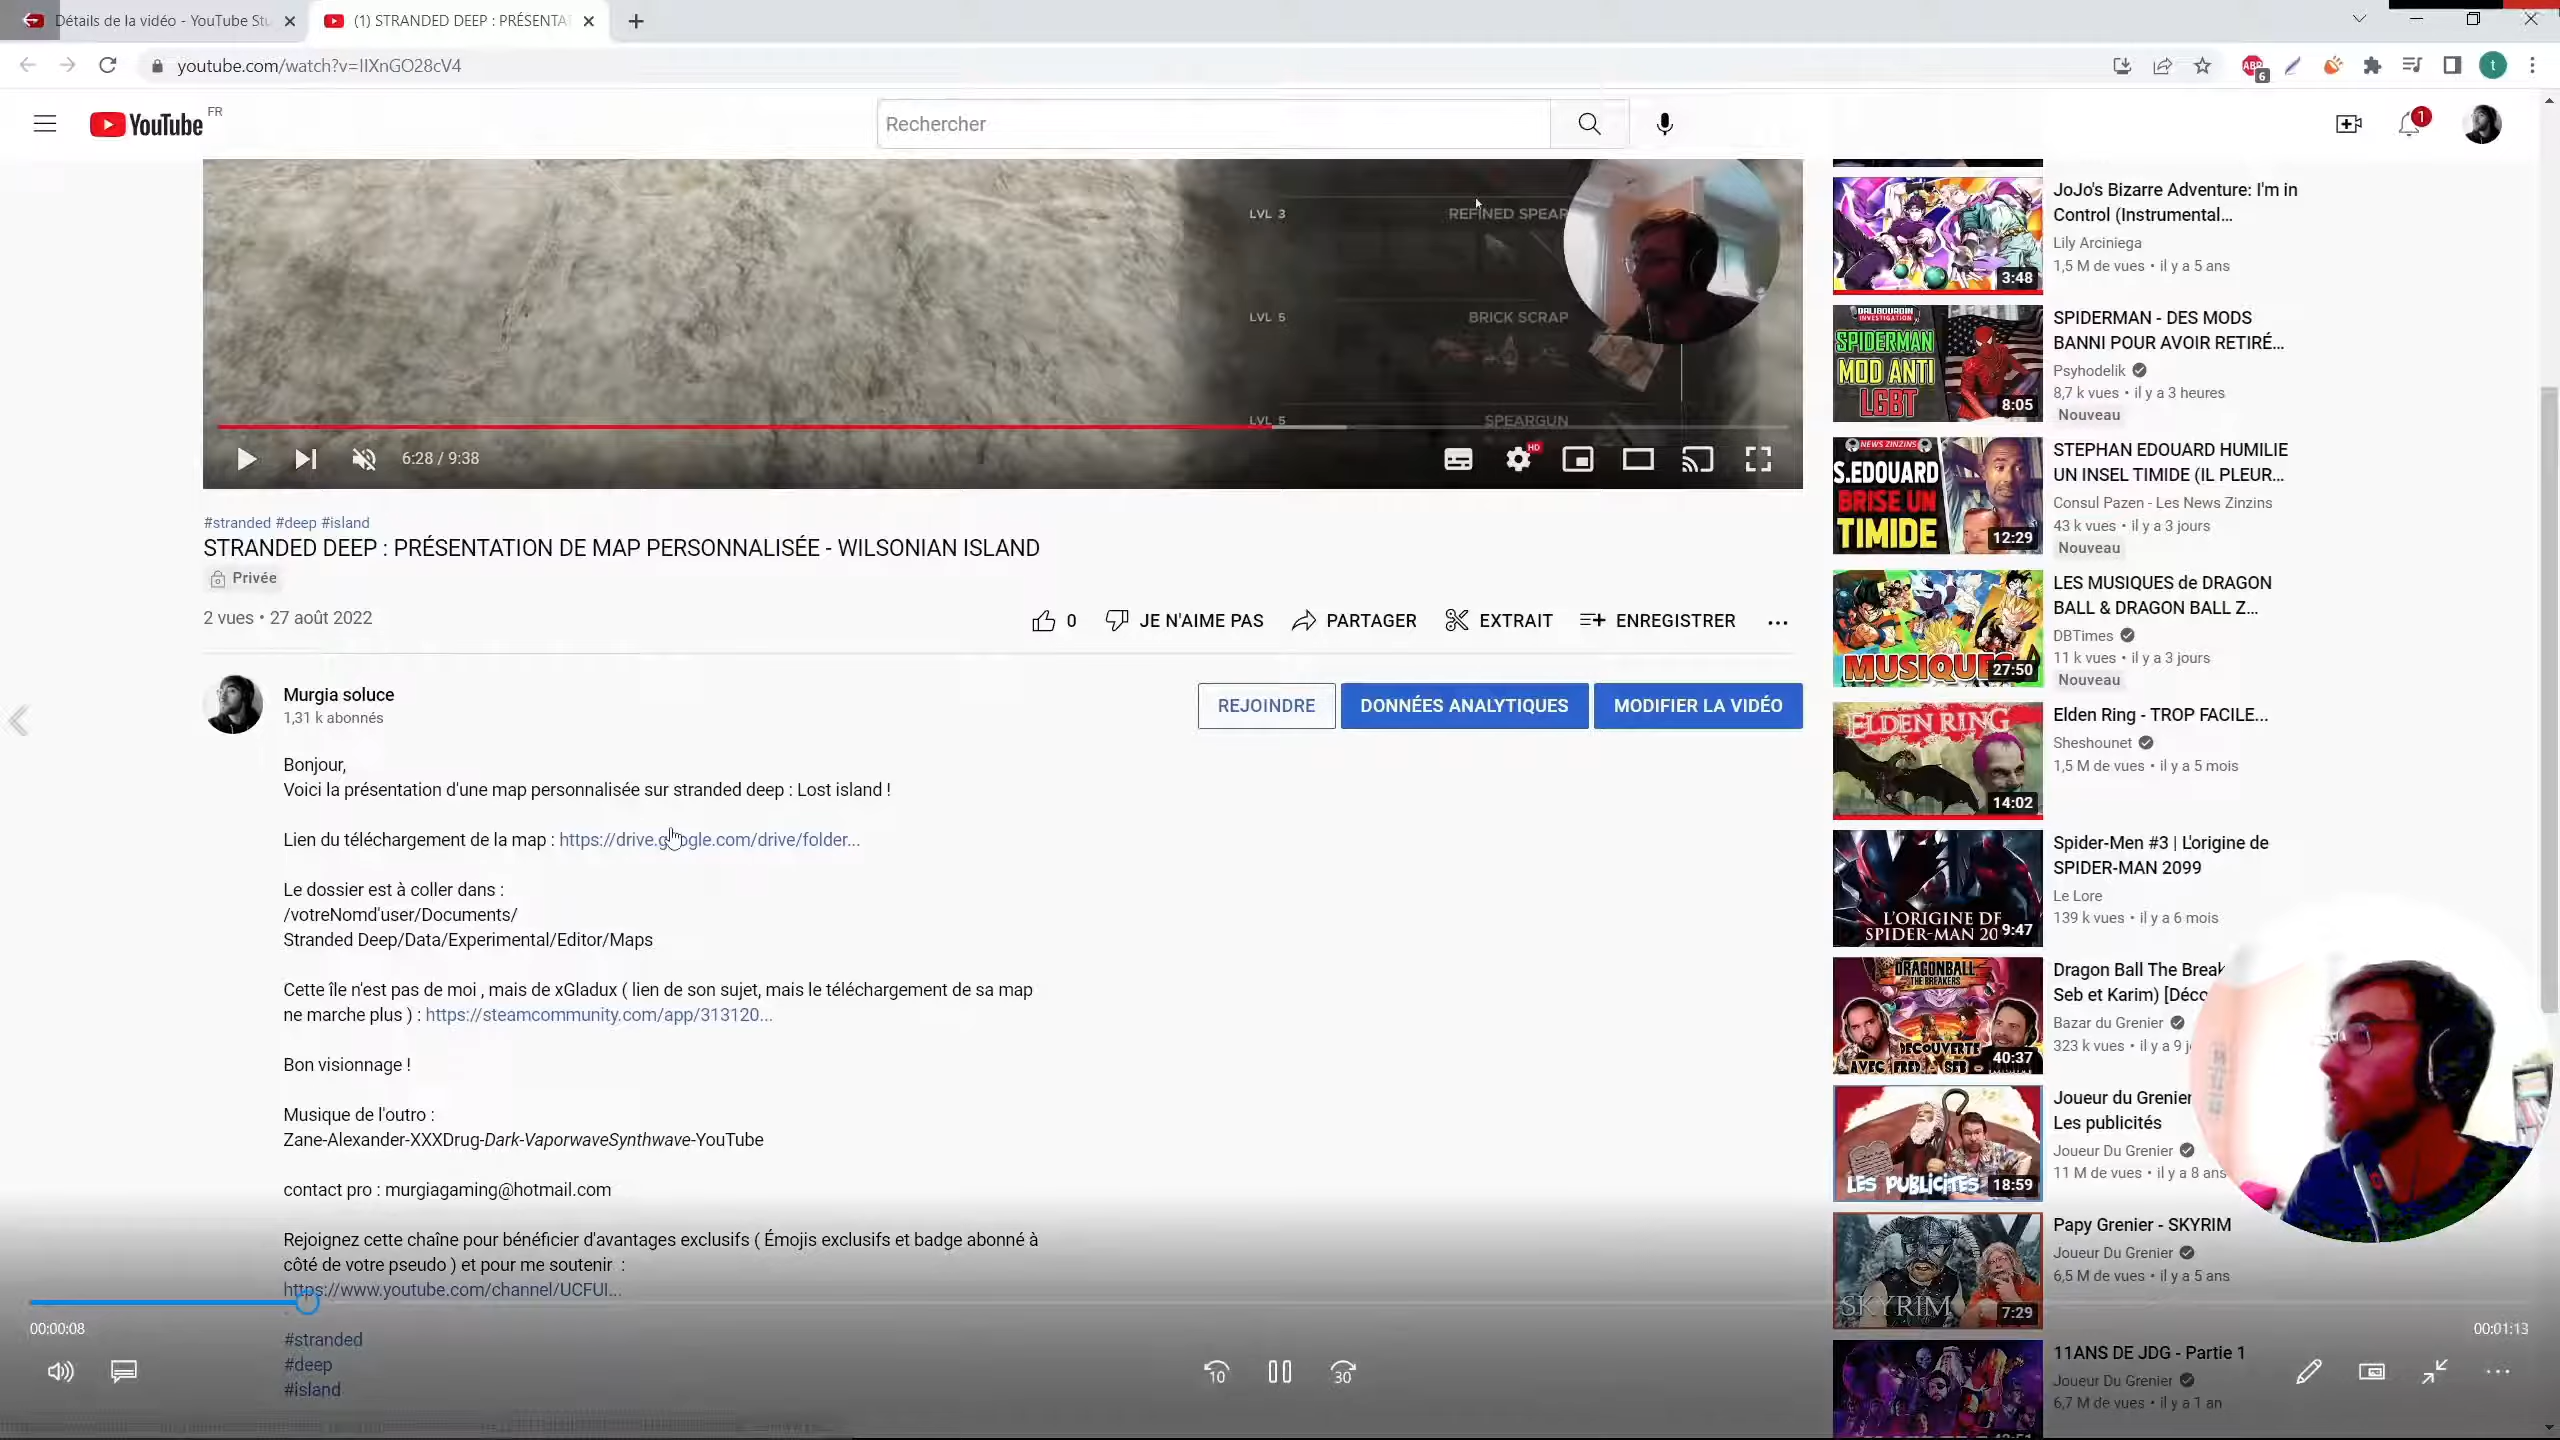 Détails de la vidéo - YouTube Stu
(1) STRANDED DEEP : PRÉSENTA
youtube.com/watch?v=IIXnGO28cV4
ABP
6
t
YouTube
FR
Rechercher
1
LVL 3
REFINED SPEAR
LVL 5
BRICK SCRAP
LVL 5
SPEARGUN
6:28 / 9:38
HD
#stranded #deep #island
STRANDED DEEP : PRÉSENTATION DE MAP PERSONNALISÉE - WILSONIAN ISLAND
Privée
2 vues • 27 août 2022
0
JE N'AIME PAS
PARTAGER
EXTRAIT
ENREGISTRER
Murgia soluce
1,31 k abonnés
REJOINDRE
DONNÉES ANALYTIQUES
MODIFIER LA VIDÉO
Bonjour,
Voici la présentation d'une map personnalisée sur stranded deep : Lost island !
Lien du téléchargement de la map : https://drive.google.com/drive/folder...
Le dossier est à coller dans :
/votreNomd'user/Documents/
Stranded Deep/Data/Experimental/Editor/Maps
Cette île n'est pas de moi , mais de xGladux ( lien de son sujet, mais le téléchargement de sa map
ne marche plus ) : https://steamcommunity.com/app/313120...
Bon visionnage !
Musique de l'outro :
Zane-Alexander-XXXDrug-Dark-VaporwaveSynthwave-YouTube
contact pro : murgiagaming@hotmail.com
Rejoignez cette chaîne pour bénéficier d'avantages exclusifs ( Émojis exclusifs et badge abonné à
côté de votre pseudo ) et pour me soutenir :
https://www.youtube.com/channel/UCFUI...
#stranded
#deep
#island
3:48
JoJo's Bizarre Adventure: I'm in
Control (Instrumental...
Lily Arciniega
1,5 M de vues • il y a 5 ans
DALIBOURDIN
INVESTIGATION
SPIDERMAN
MOD ANTI
LGBT
8:05
SPIDERMAN - DES MODS
BANNI POUR AVOIR RETIRÉ...
Psyhodelik
8,7 k vues • il y a 3 heures
Nouveau
NEWS ZINZINS
S.EDOUARD
BRISE UN
TIMIDE
12:29
STEPHAN EDOUARD HUMILIE
UN INSEL TIMIDE (IL PLEUR...
Consul Pazen - Les News Zinzins
43 k vues • il y a 3 jours
Nouveau
MUSIQUES
27:50
LES MUSIQUES de DRAGON
BALL & DRAGON BALL Z...
DBTimes
11 k vues • il y a 3 jours
Nouveau
ELDEN RING
14:02
Elden Ring - TROP FACILE...
Sheshounet
1,5 M de vues • il y a 5 mois
L'ORIGINE DE
SPIDER-MAN 20
9:47
Spider-Men #3 | L'origine de
SPIDER-MAN 2099
Le Lore
139 k vues • il y a 6 mois
DRAGONBALL
THE BREAKERS
DECOUVERTE
AVEC FRED - SEB -
40:37
Dragon Ball The Break
Seb et Karim) [Déco
Bazar du Grenier
323 k vues • il y a 9 j
LES PUBLICITES
18:59
Joueur du Grenier
Les publicités
Joueur Du Grenier
11 M de vues • il y a 8 ans
SKYRIM
7:29
Papy Grenier - SKYRIM
Joueur Du Grenier
6,5 M de vues • il y a 5 ans
11ANS DE JDG - Partie 1
Joueur Du Grenier
6,7 M de vues • il y a 1 an
00:00:08
00:01:13
10
30